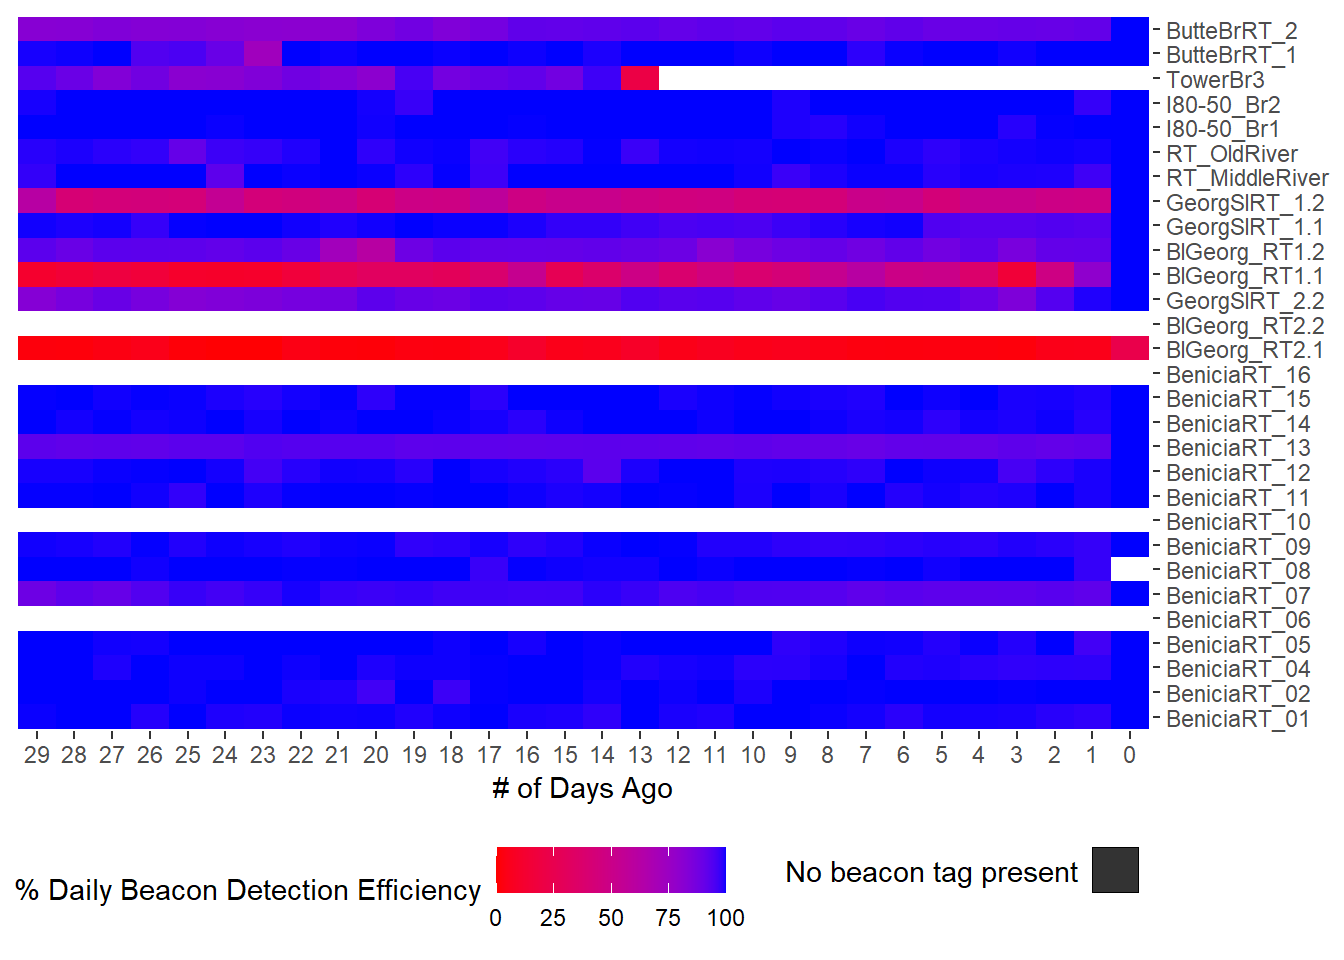 ButteBrRT_2
ButteBrRT_1
TowerBr3
I80-50_Br2
I80-50_Br1
RT_OldRiver
RT_MiddleRiver
GeorgSlRT_1.2
GeorgSlRT_1.1
BlGeorg_RT1.2
BlGeorg_RT1.1
GeorgSlRT_2.2
BlGeorg_RT2.2
BlGeorg_RT2.1
BeniciaRT_16
BeniciaRT_15
BeniciaRT_14
BeniciaRT_13
BeniciaRT_12
BeniciaRT_11
BeniciaRT_10
BeniciaRT_09
BeniciaRT_08
BeniciaRT_07
BeniciaRT_06
BeniciaRT_05
BeniciaRT_04
BeniciaRT_02
BeniciaRT_01
29 28 27 26 25 24 23 22 21 20 19 18 17 16 15 14 13 12 11 10 9 8 7 6 5 4 3 2 1 0
# of Days Ago
% Daily Beacon Detection Efficiency
0 25 50 75 100
No beacon tag present